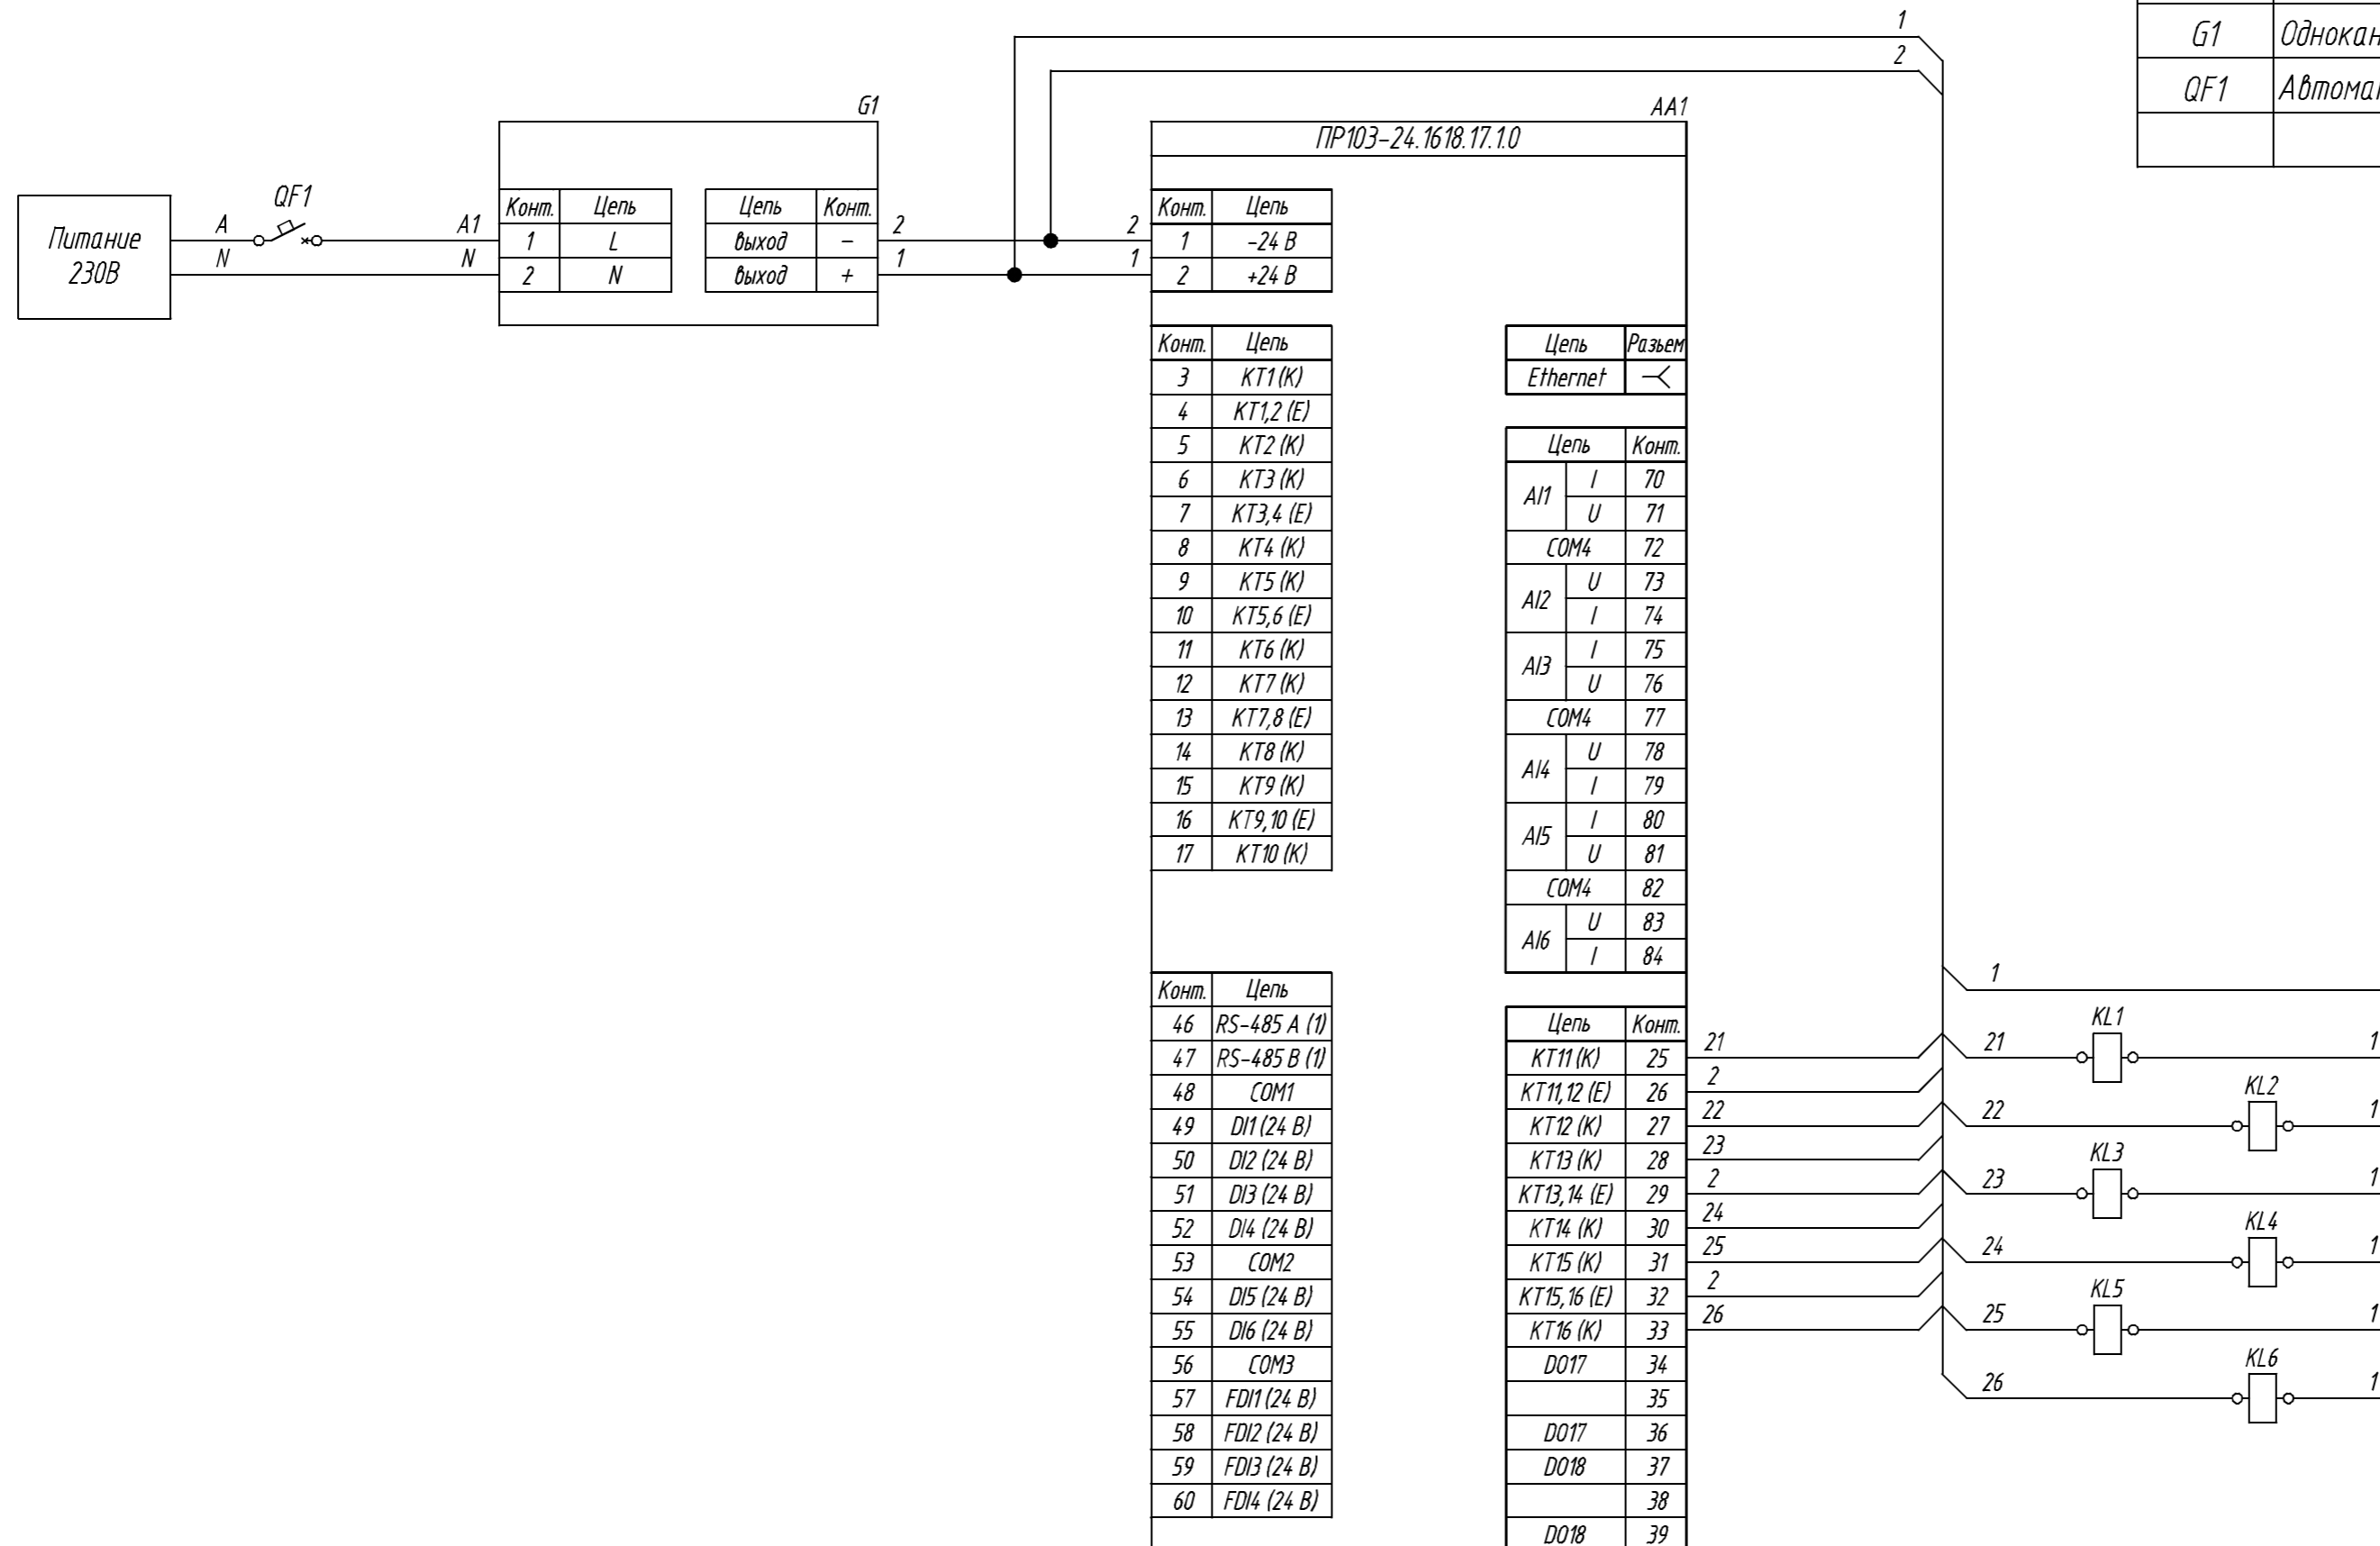 1
2
G1 Однокан
QF1 Автома
G1
AA1
ПР103-24.1618.17.1.0
Питание
230В
QF1
A
N
A1
N
Конт. Цепь
1 L
2 N
Цепь Конт.
выход -
выход +
2
1
2
1
Конт. Цепь
1 -24 В
2 +24 В
Конт. Цепь
3 KT1 (K)
4 KT1,2 (E)
5 KT2 (K)
6 KT3 (K)
7 KT3,4 (E)
8 KT4 (K)
9 KT5 (K)
10 KT5,6 (E)
11 KT6 (K)
12 KT7 (K)
13 KT7,8 (E)
14 KT8 (K)
15 KT9 (K)
16 KT9,10 (E)
17 KT10 (K)
Конт. Цепь
46 RS-485 A (1)
47 RS-485 B (1)
48 COM1
49 DI1 (24 В)
50 DI2 (24 В)
51 DI3 (24 В)
52 DI4 (24 В)
53 COM2
54 DI5 (24 В)
55 DI6 (24 В)
56 COM3
57 FDI1 (24 В)
58 FDI2 (24 В)
59 FDI3 (24 В)
60 FDI4 (24 В)
Цепь Разьем
Ethernet
Цепь Конт.
AI1 I 70
U 71
COM4 72
AI2 U 73
I 74
AI3 I 75
U 76
COM4 77
AI4 U 78
I 79
AI5 I 80
U 81
COM4 82
AI6 U 83
I 84
Цепь Конт.
KT11 (K) 25 21
KT11,12 (E) 26 2
KT12 (K) 27 22
KT13 (K) 28 23
KT13,14 (E) 29 2
KT14 (K) 30 24
KT15 (K) 31 25
KT15,16 (E) 32 2
KT16 (K) 33 26
DO17 34
35
DO17 36
DO18 37
38
DO18 39
1
21 KL1 1
22 KL2 1
23 KL3 1
24 KL4 1
25 KL5 1
26 KL6 1